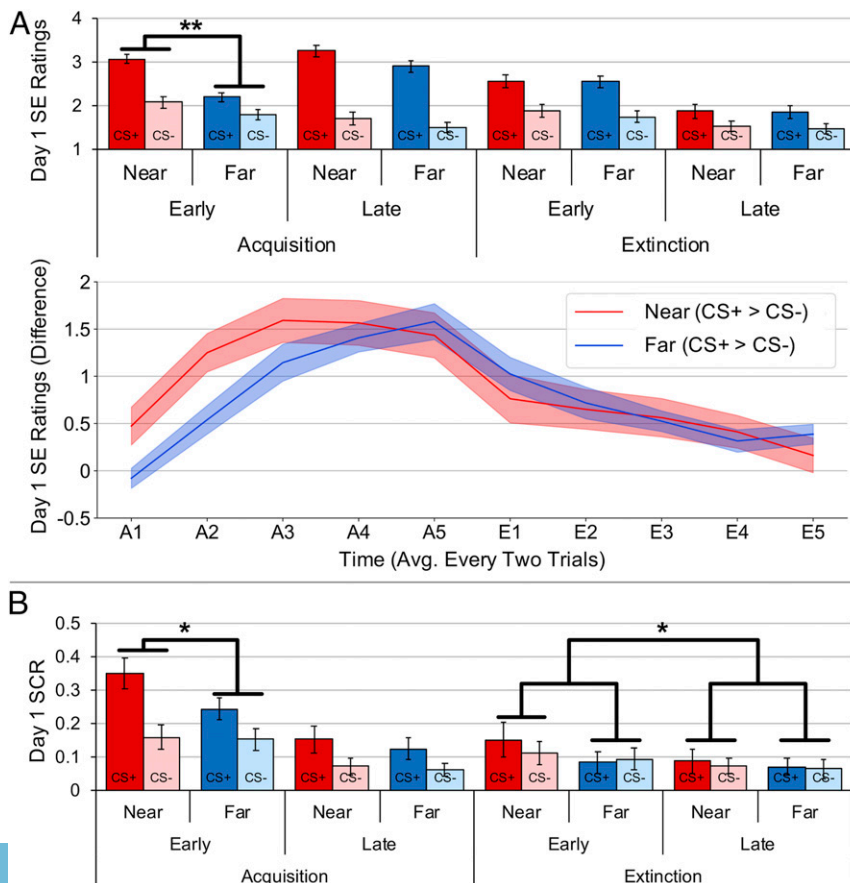 A
Day 1 SE Ratings
4
3
2
1
**
CS+ CS- CS+ CS- CS+ CS- CS+ CS- CS+ CS- CS+ CS- CS+ CS- CS+ CS-
Near Far Near Far Near Far Near Far
Early Late Early Late
Acquisition Extinction
Day 1 SE Ratings (Difference)
2
1.5
1
0.5
0
-0.5
Near (CS+ > CS-)
Far (CS+ > CS-)
A1 A2 A3 A4 A5 E1 E2 E3 E4 E5
Time (Avg. Every Two Trials)
B
Day 1 SCR
0.5
0.4
0.3
0.2
0.1
0
* *
CS+ CS- CS+ CS- CS+ CS- CS+ CS- CS+ CS- CS+ CS- CS+ CS- CS+ CS-
Near Far Near Far Near Far Near Far
Early Late Early Late
Acquisition Extinction